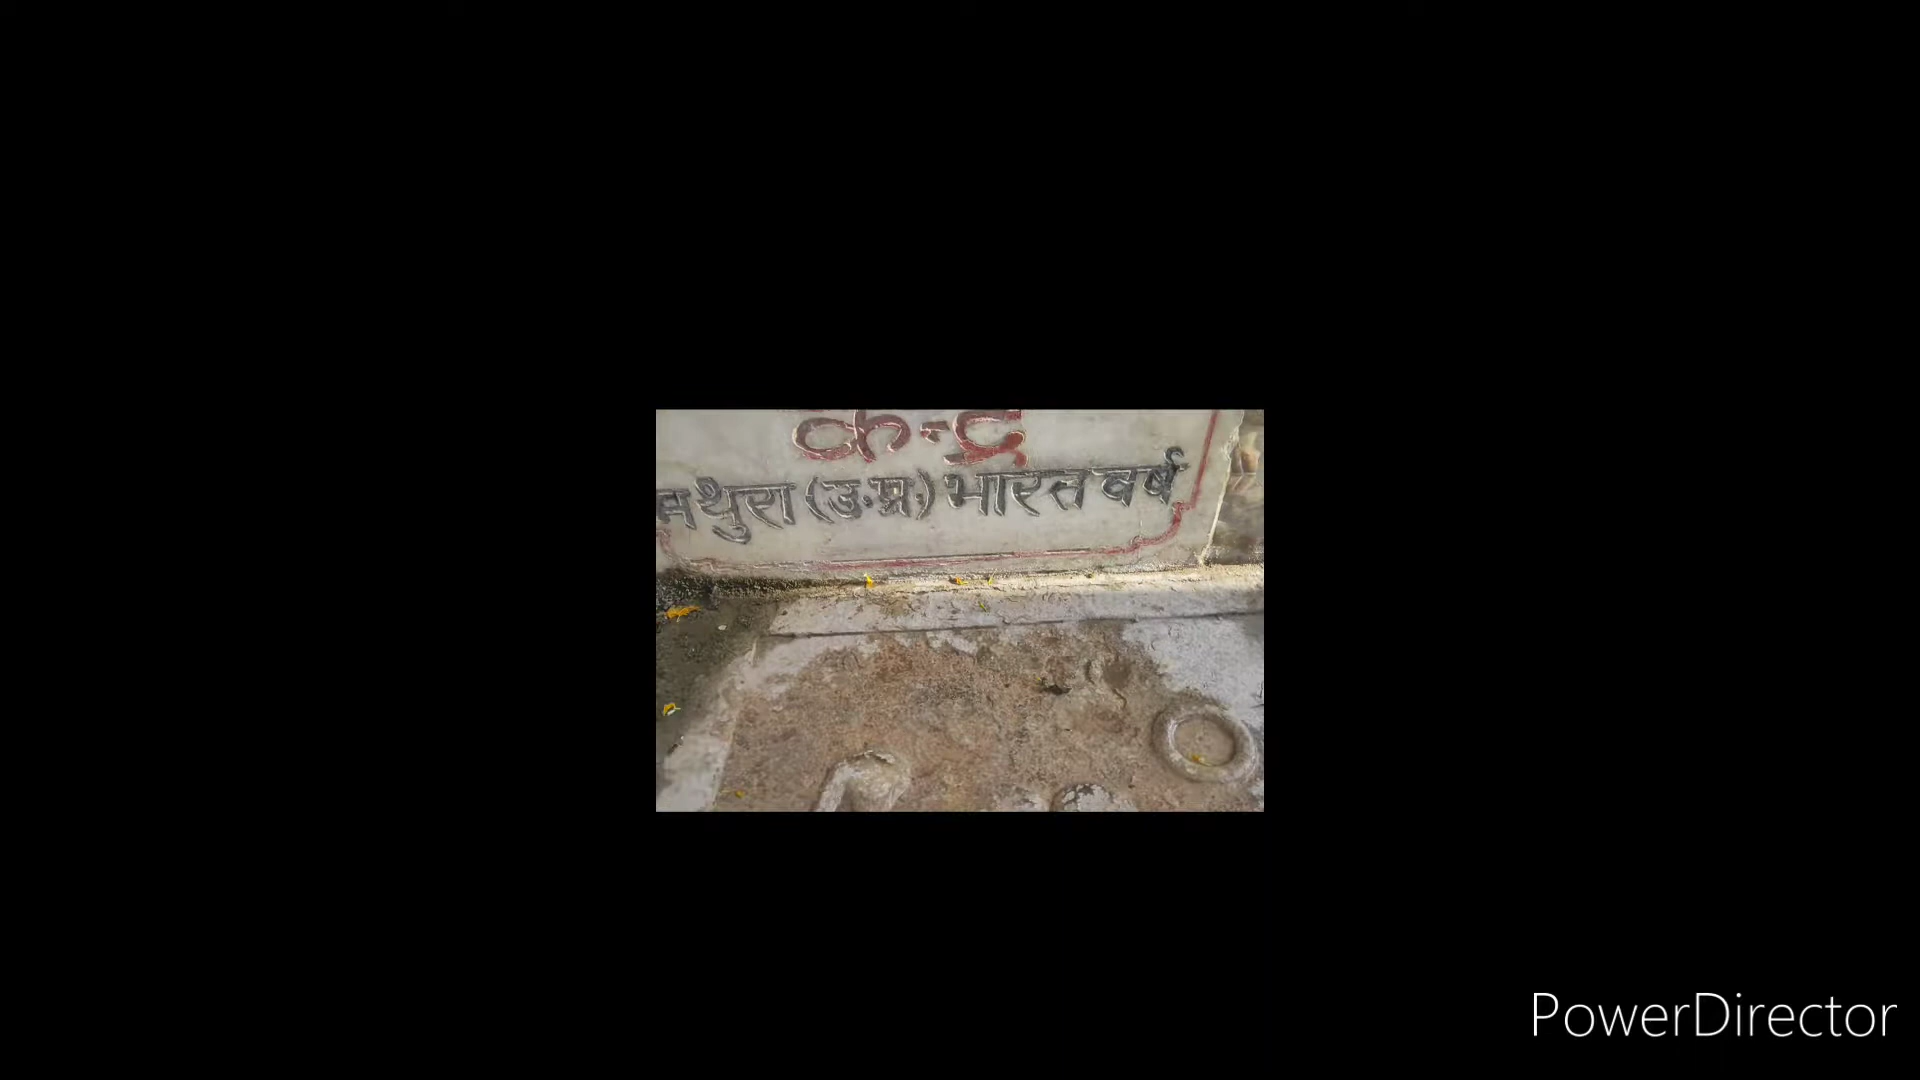 केन्द्र
मथुरा (उ.प्र.) भारत वर्ष
PowerDirector